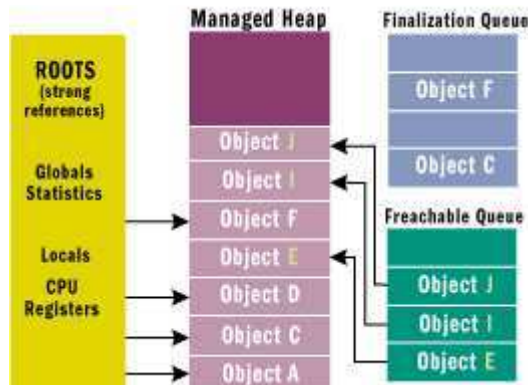 ROOTS
(strong
references)
Globals
Statistics
Locals
CPU
Registers
Managed Heap
Object J
Object I
Object F
Object E
Object D
Object C
Object A
Finalization Queue
Object F
Object C
Freachable Queue
Object J
Object I
Object E